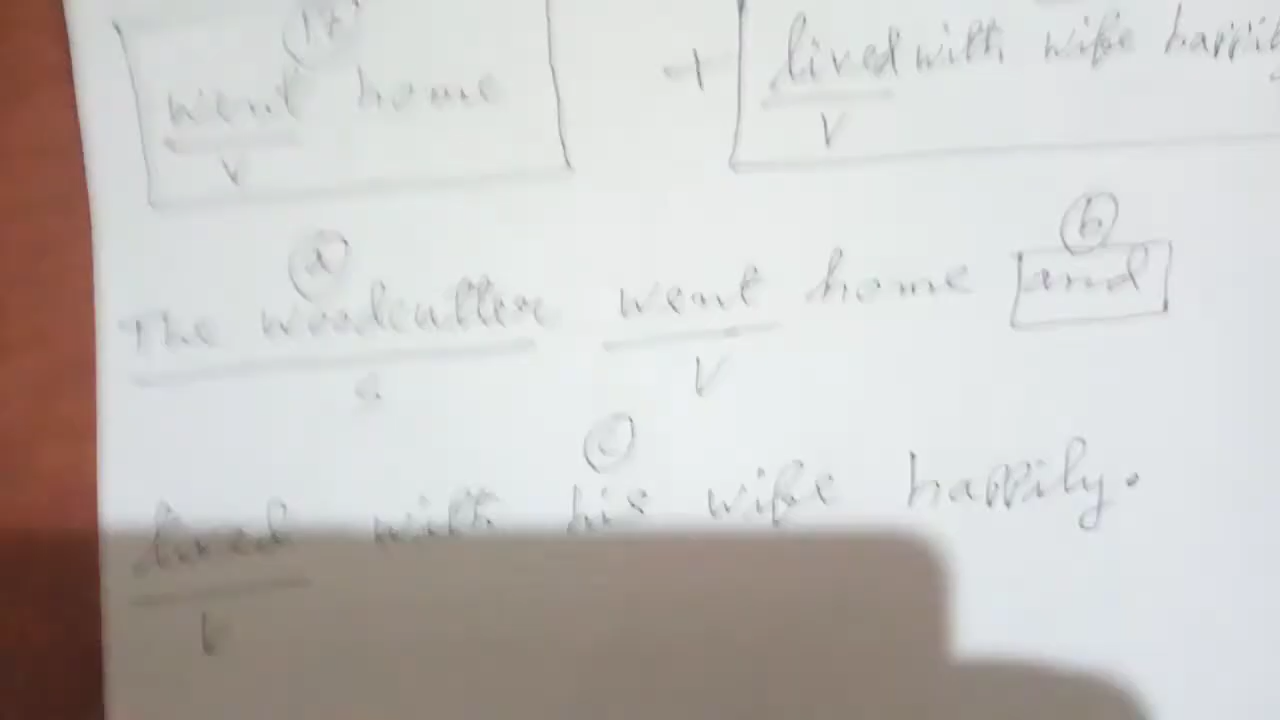 went home + lived with wife happily
V V
a b
The woodcutter went home and
s V
c
lived with his wife happily.
V